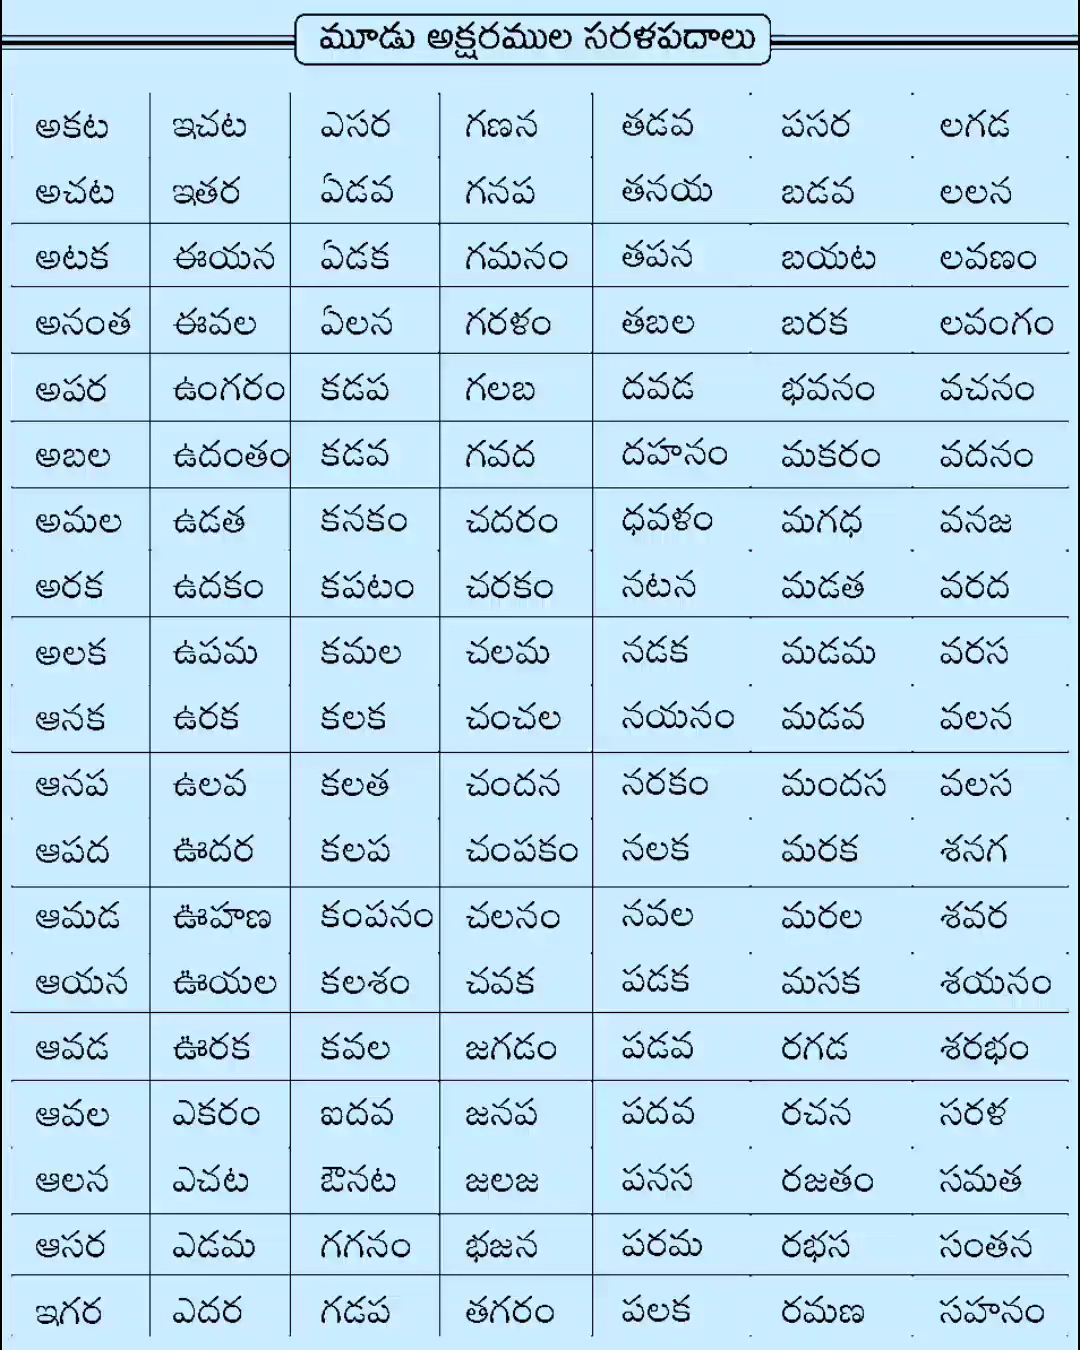 మూడు అక్షరముల సరళపదాలు
అకట ఇచట ఎసర గణన తడవ పసర లగడ
అచట ఇతర ఏడవ గనప తనయ బడవ లలన
అటక ఈయన ఏడక గమనం తపన బయట లవణం
అనంత ఈవల ఏలన గరళం తబల బరక లవంగం
అపర ఉంగరం కడప గలబ దవడ భవనం వచనం
అబల ఉదంతం కడవ గవద దహనం మకరం వదనం
అమల ఉడత కనకం చదరం ధవళం మగధ వనజ
అరక ఉదకం కపటం చరకం నటన మడత వరద
అలక ఉపమ కమల చలమ నడక మడమ వరస
ఆనక ఉరక కలక చంచల నయనం మడవ వలన
ఆనప ఉలవ కలత చందన నరకం మందస వలస
ఆపద ఊదర కలప చంపకం నలక మరక శనగ
ఆమడ ఊహణ కంపనం చలనం నవల మరల శవర
ఆయన ఊయల కలశం చవక పడక మసక శయనం
ఆవడ ఊరక కవల జగడం పడవ రగడ శరభం
ఆవల ఎకరం ఐదవ జనప పదవ రచన సరళ
ఆలన ఎచట ఔనట జలజ పనస రజతం సమత
ఆసర ఎడమ గగనం భజన పరమ రభస సంతన
ఇగర ఎదర గడప తగరం పలక రమణ సహనం